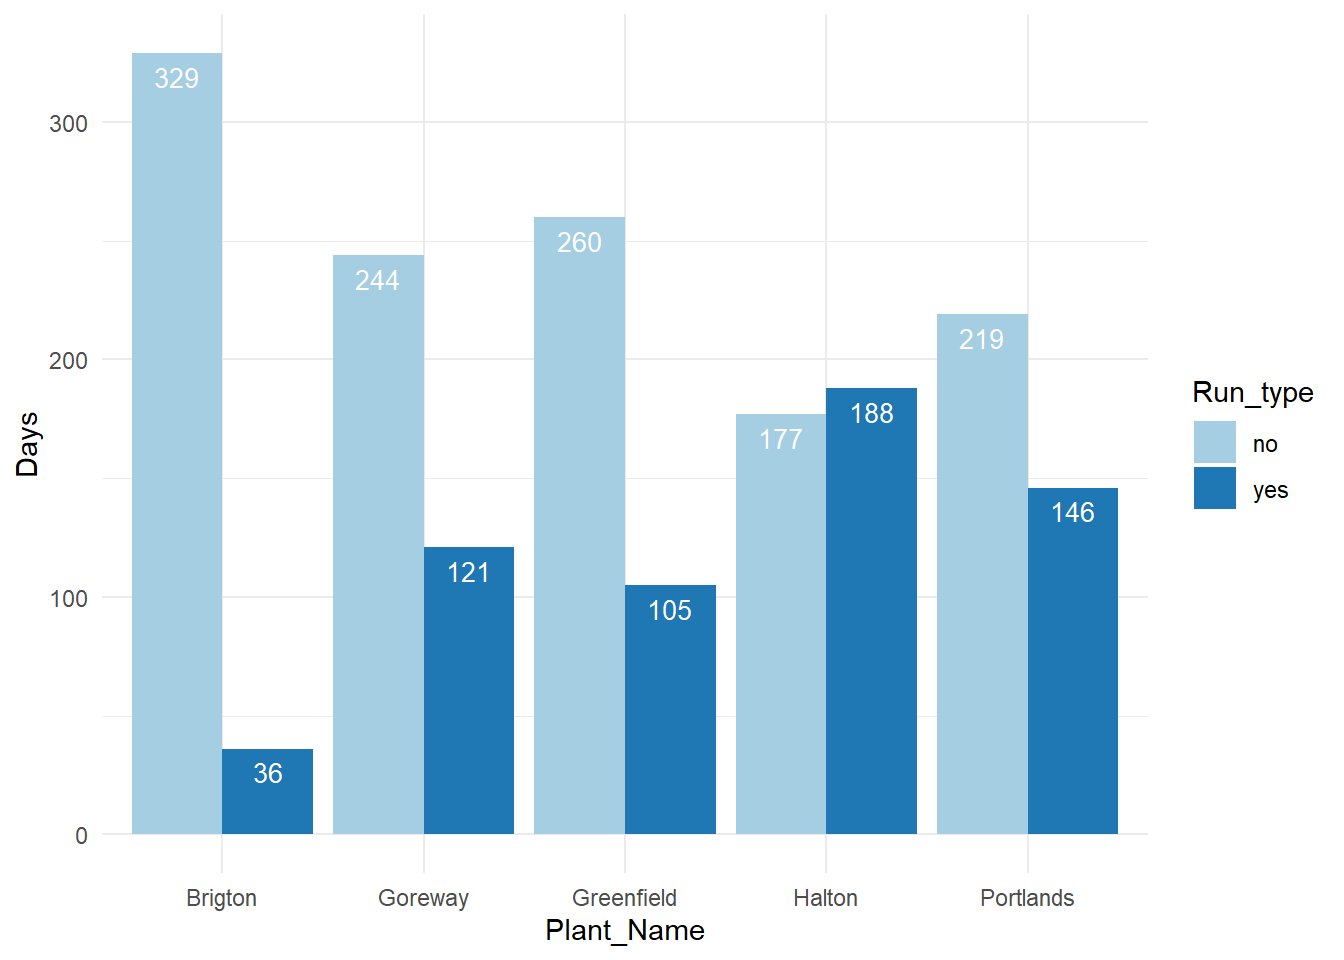 Days
300
200
100
0
329
36
244
121
260
105
177
188
219
146
Brigton
Goreway
Greenfield
Halton
Portlands
Plant_Name
Run_type
no
yes